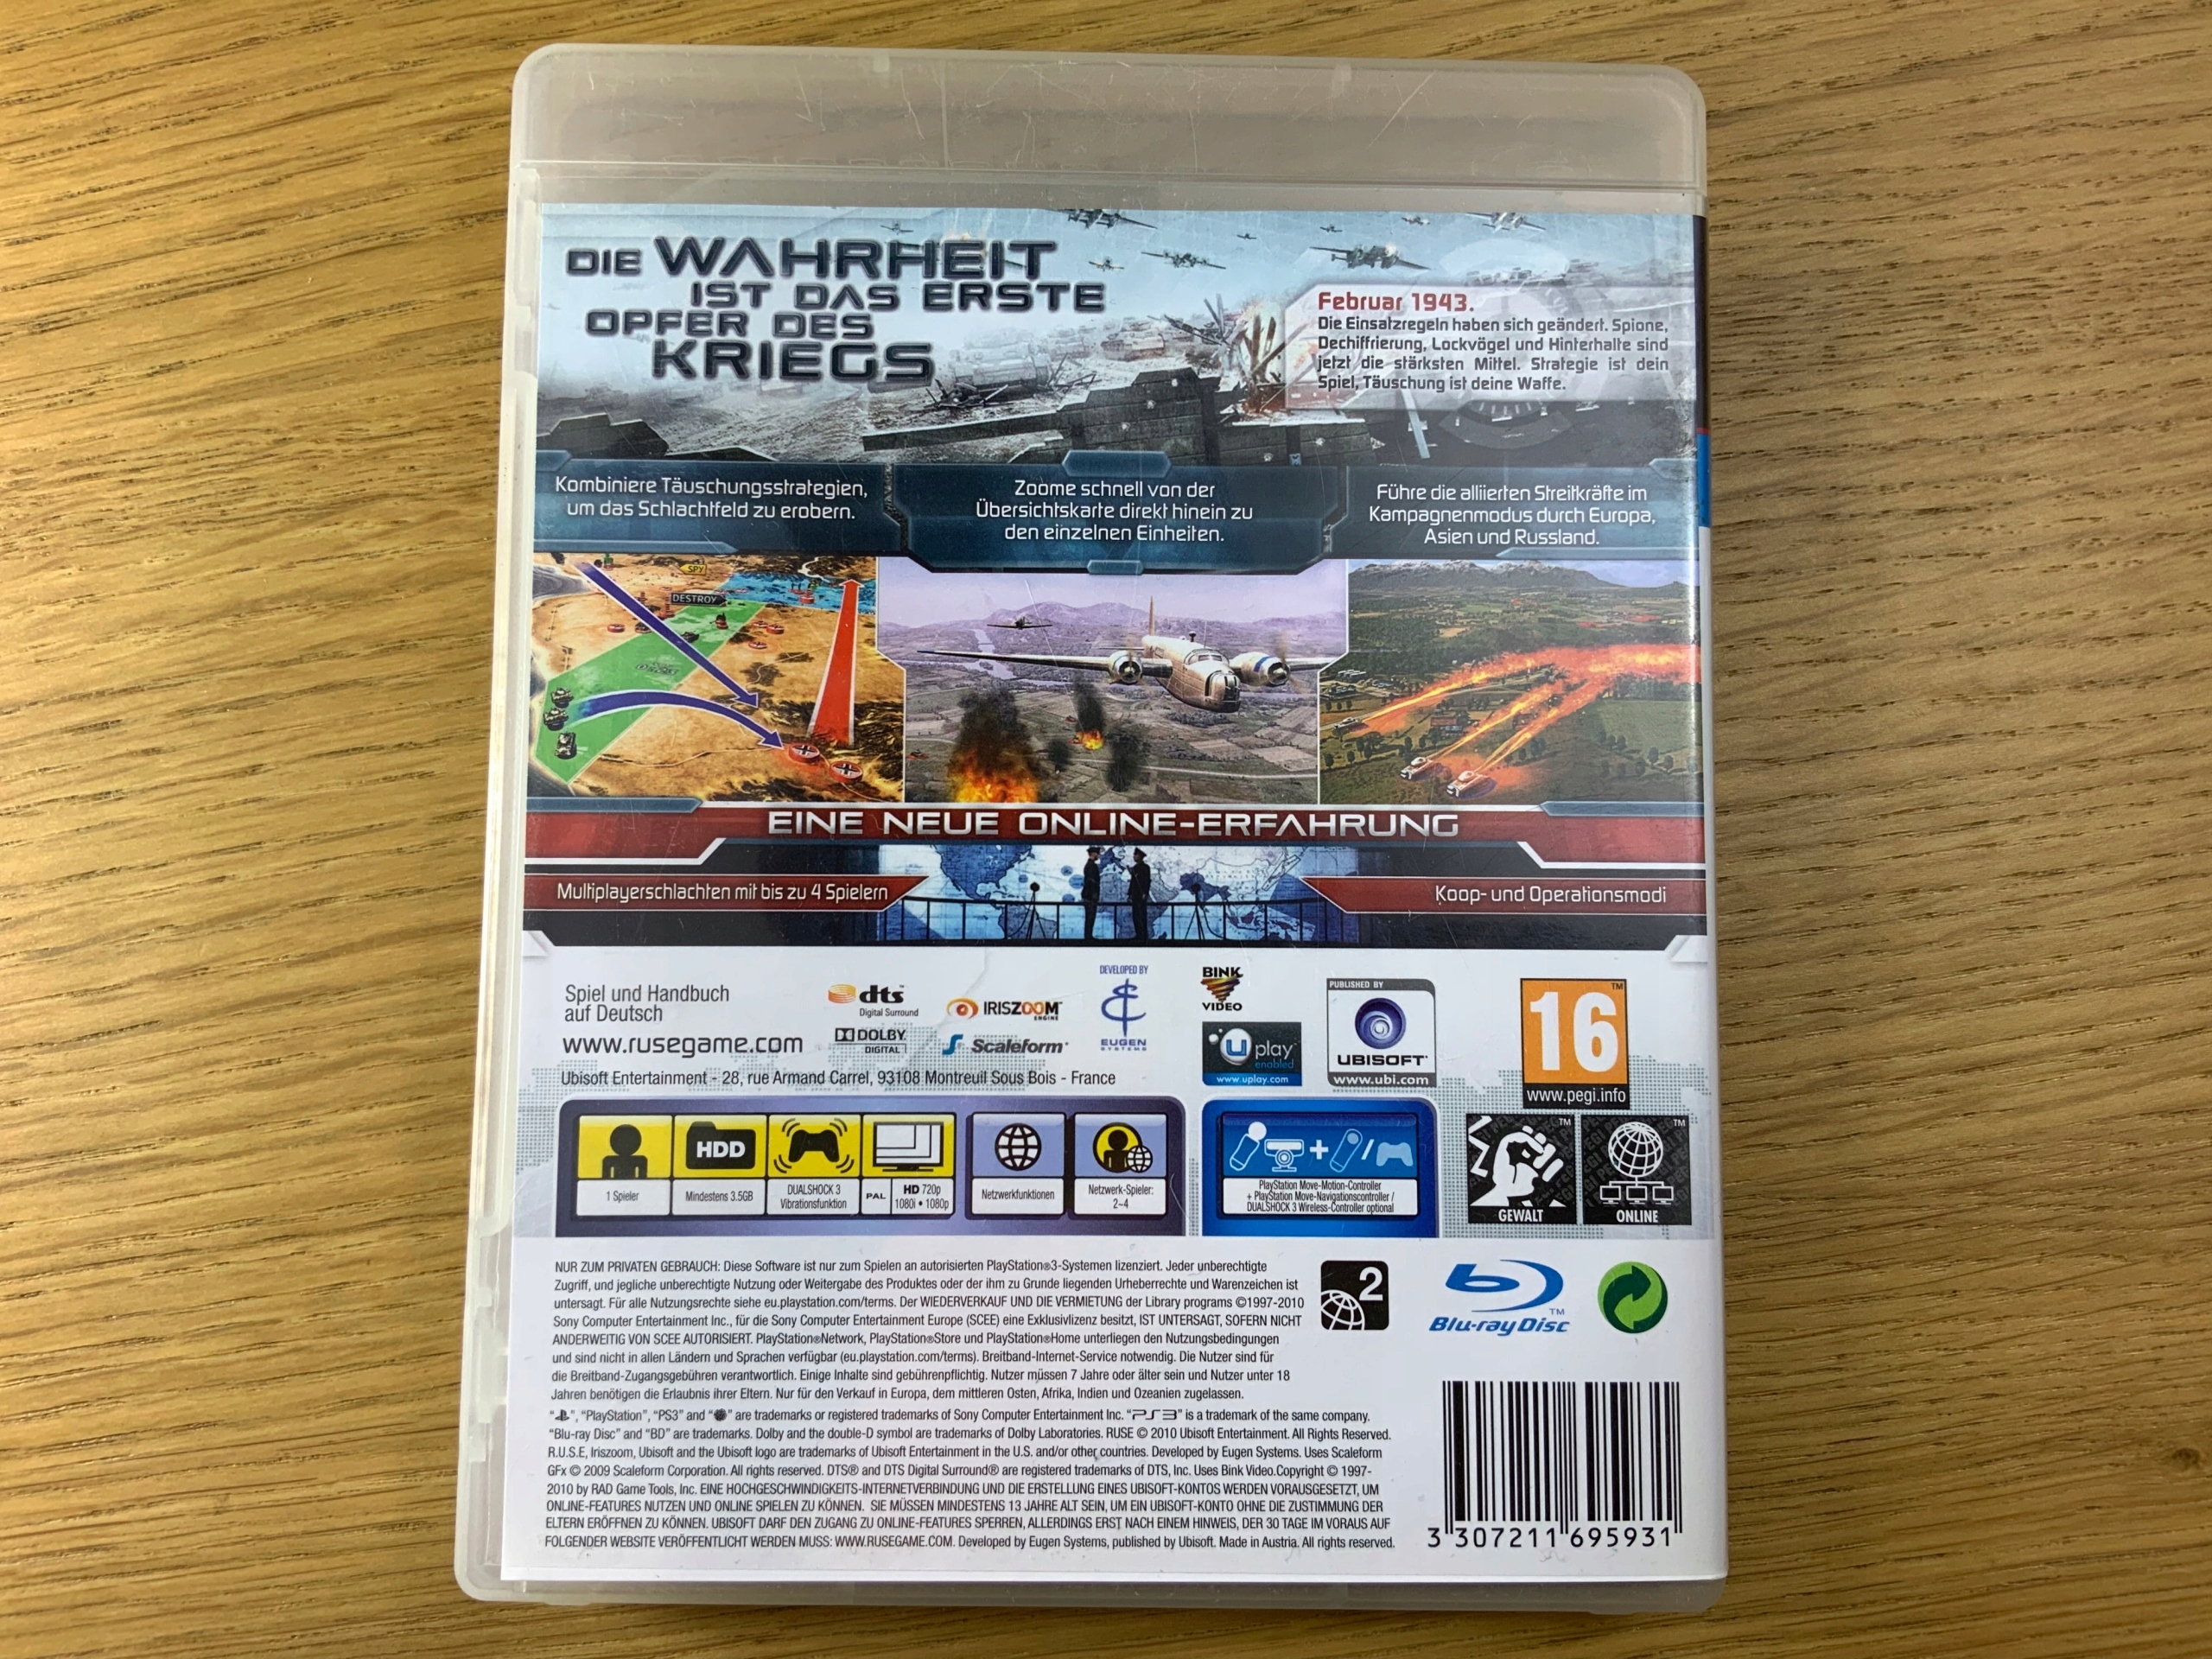 DIE WAHRHEIT
IST DAS ERSTE
OPFER DES
KRIEGS
Februar 1943.
Die Einsatzregeln haben sich geändert. Spione,
Dechiffrierung, Lockvögel und Hinterhalte sind
jetzt die stärksten Mittel. Strategie ist dein
Spiel, Täuschung ist deine Waffe.
Kombiniere Täuschungsstrategien,
um das Schlachtfeld zu erobern.
Zoome schnell von der
Übersichtskarte direkt hinein zu
den einzelnen Einheiten.
Führe die alliierten Streitkräfte im
Kampagnenmodus durch Europa,
Asien und Russland.
SPY
DESTROY
EINE NEUE ONLINE-ERFAHRUNG
Multiplayerschlachten mit bis zu 4 Spielern
Koop- und Operationsmodi
Spiel und Handbuch
auf Deutsch
www.rusegame.com
Ubisoft Entertainment - 28, rue Armand Carrel, 93108 Montreuil Sous Bois - France
dts
Digital Surround
DOLBY
DIGITAL
IRISZOOM™
ENGINE
Scaleform
DEVELOPED BY
EUGEN
SYSTEMS
BINK
VIDEO
uplay
enabled
www.uplay.com
PUBLISHED BY
UBISOFT
www.ubi.com
16™
www.pegi.info
1 Spieler
HDD
Mindestens 3.5GB
DUALSHOCK 3
Vibrationsfunktion
PAL
HD 720p
1080i • 1080p
Netzwerkfunktionen
Netzwerk-Spieler:
2–4
PlayStation Move-Motion-Controller
+ PlayStation Move-Navigationscontroller /
DUALSHOCK 3 Wireless-Controller optional
GEWALT
ONLINE
NUR ZUM PRIVATEN GEBRAUCH: Diese Software ist nur zum Spielen an autorisierten PlayStation®3-Systemen lizenziert. Jeder unberechtigte
Zugriff, und jegliche unberechtigte Nutzung oder Weitergabe des Produktes oder der ihm zu Grunde liegenden Urheberrechte und Warenzeichen ist
untersagt. Für alle Nutzungsrechte siehe eu.playstation.com/terms. Der WIEDERVERKAUF UND DIE VERMIETUNG der Library programs ©1997-2010
Sony Computer Entertainment Inc., für die Sony Computer Entertainment Europe (SCEE) eine Exklusivlizenz besitzt, IST UNTERSAGT, SOFERN NICHT
ANDERWEITIG VON SCEE AUTORISIERT. PlayStation®Network, PlayStation®Store und PlayStation®Home unterliegen den Nutzungsbedingungen
und sind nicht in allen Ländern und Sprachen verfügbar (eu.playstation.com/terms). Breitband-Internet-Service notwendig. Die Nutzer sind für
die Breitband-Zugangsgebühren verantwortlich. Einige Inhalte sind gebührenpflichtig. Nutzer müssen 7 Jahre oder älter sein und Nutzer unter 18
Jahren benötigen die Erlaubnis ihrer Eltern. Nur für den Verkauf in Europa, dem mittleren Osten, Afrika, Indien und Ozeanien zugelassen.
2
Blu-ray Disc™
"", "PlayStation", "PS3" and "" are trademarks or registered trademarks of Sony Computer Entertainment Inc. "PS3" is a trademark of the same company.
"Blu-ray Disc" and "BD" are trademarks. Dolby and the double-D symbol are trademarks of Dolby Laboratories. RUSE © 2010 Ubisoft Entertainment. All Rights Reserved.
R.U.S.E, Iriszoom, Ubisoft and the Ubisoft logo are trademarks of Ubisoft Entertainment in the U.S. and/or other countries. Developed by Eugen Systems. Uses Scaleform
GFx © 2009 Scaleform Corporation. All rights reserved. DTS® and DTS Digital Surround® are registered trademarks of DTS, Inc. Uses Bink Video.Copyright © 1997-
2010 by RAD Game Tools, Inc. EINE HOCHGESCHWINDIGKEITS-INTERNETVERBINDUNG UND DIE ERSTELLUNG EINES UBISOFT-KONTOS WERDEN VORAUSGESETZT, UM
ONLINE-FEATURES NUTZEN UND ONLINE SPIELEN ZU KÖNNEN. SIE MÜSSEN MINDESTENS 13 JAHRE ALT SEIN, UM EIN UBISOFT-KONTO OHNE DIE ZUSTIMMUNG DER
ELTERN ERÖFFNEN ZU KÖNNEN. UBISOFT DARF DEN ZUGANG ZU ONLINE-FEATURES SPERREN, ALLERDINGS ERST NACH EINEM HINWEIS, DER 30 TAGE IM VORAUS AUF
FOLGENDER WEBSITE VERÖFFENTLICHT WERDEN MUSS: WWW.RUSEGAME.COM. Developed by Eugen Systems, published by Ubisoft. Made in Austria. All rights reserved.
3 307211 695931